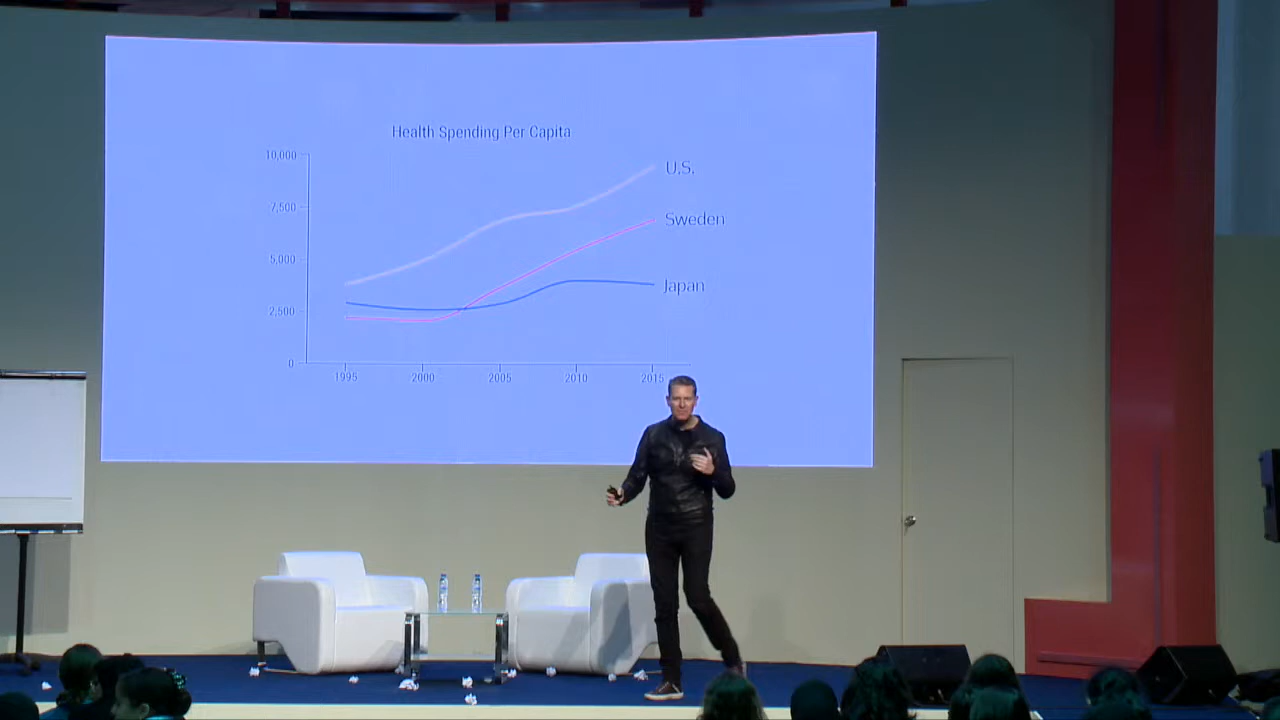 Health Spending Per Capita
10,000
U.S.
7,500
Sweden
5,000
Japan
2,500
0
1995 2000 2005 2010 2015